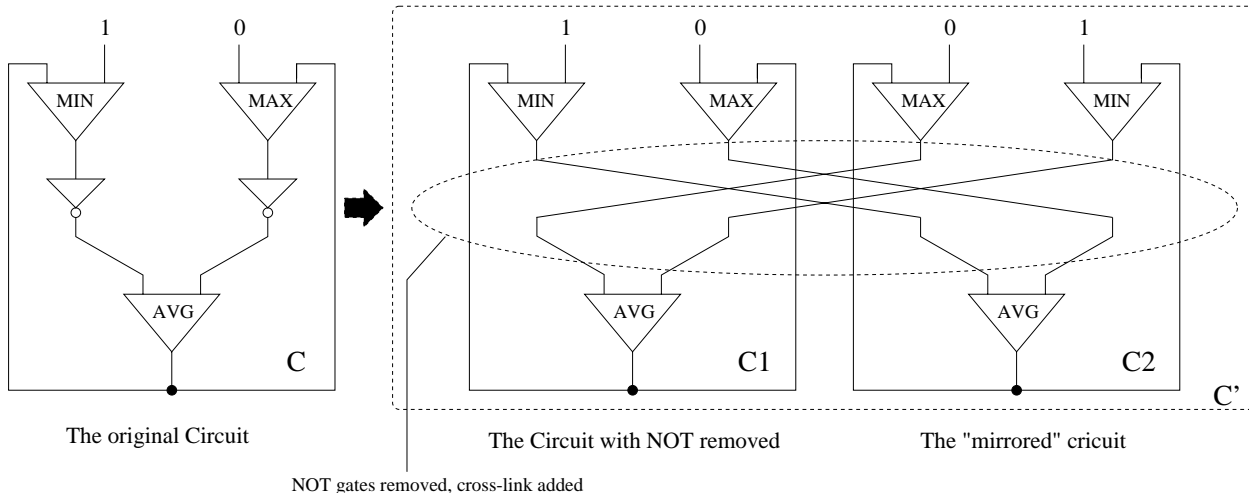 1 0 1 0 0 1
MIN MAX MIN MAX MAX MIN
AVG AVG AVG
C C1 C2
C'
The original Circuit The Circuit with NOT removed The "mirrored" cricuit
NOT gates removed, cross-link added